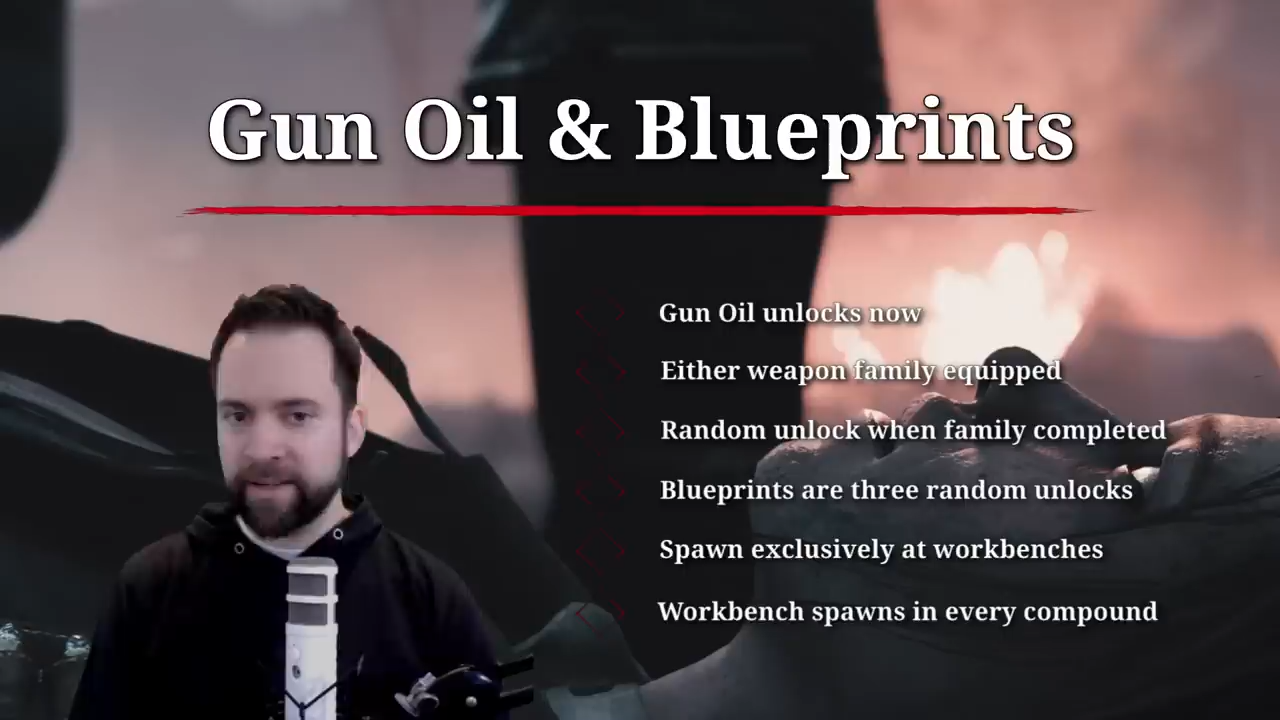 Gun Oil & Blueprints
Gun Oil unlocks now
Either weapon family equipped
Random unlock when family completed
Blueprints are three random unlocks
Spawn exclusively at workbenches
Workbench spawns in every compound